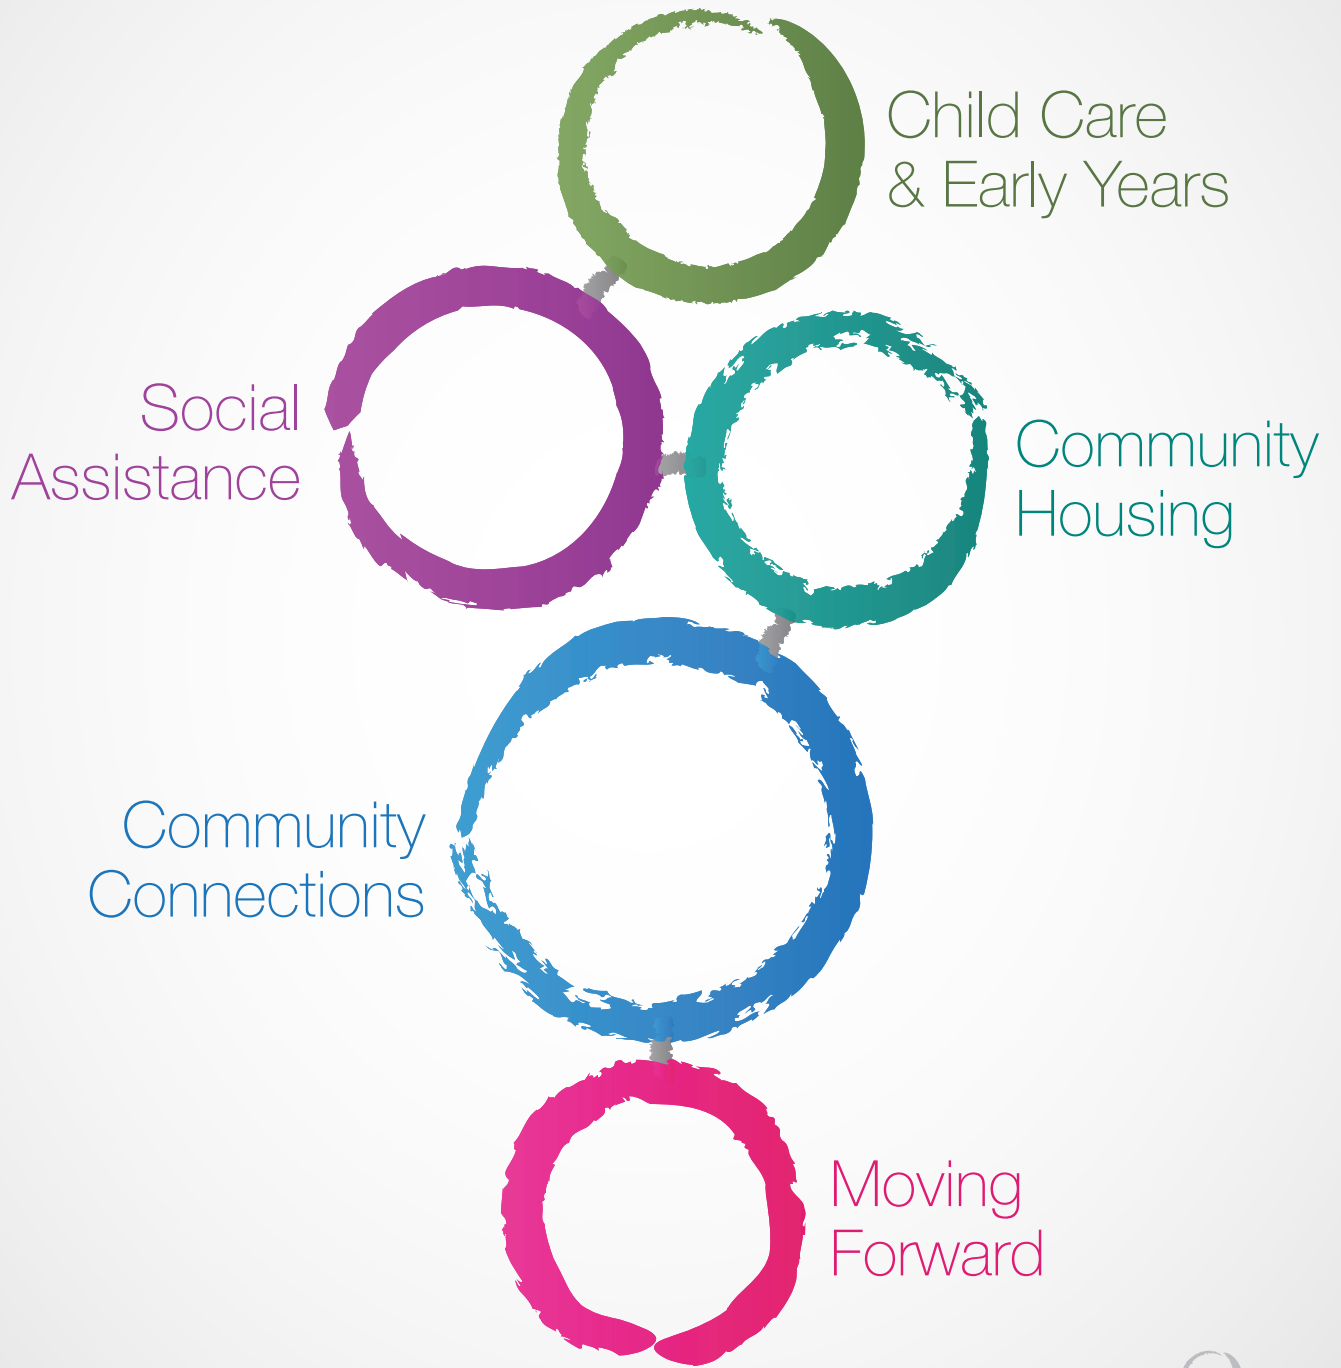 Child Care
& Early Years
Social
Assistance
Community
Housing
Community
Connections
Moving
Forward